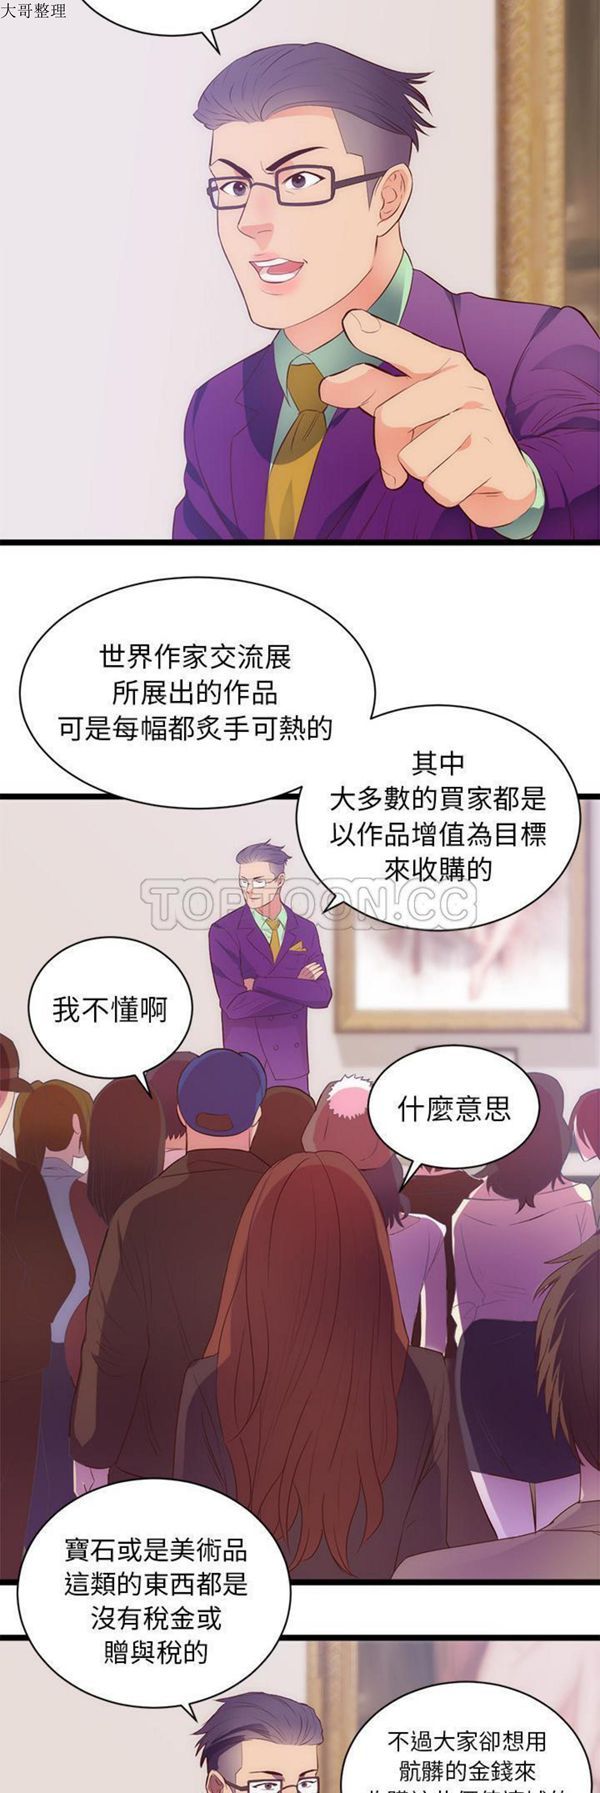 大哥整理
世界作家交流展
所展出的作品
可是每幅都炙手可熱的
其中
大多數的買家都是
以作品增值為目標
來收購的
TOPTOON.CC
我不懂啊
什麼意思
寶石或是美術品
這類的東西都是
沒有稅金或
贈與稅的
不過大家卻想用
骯髒的金錢來